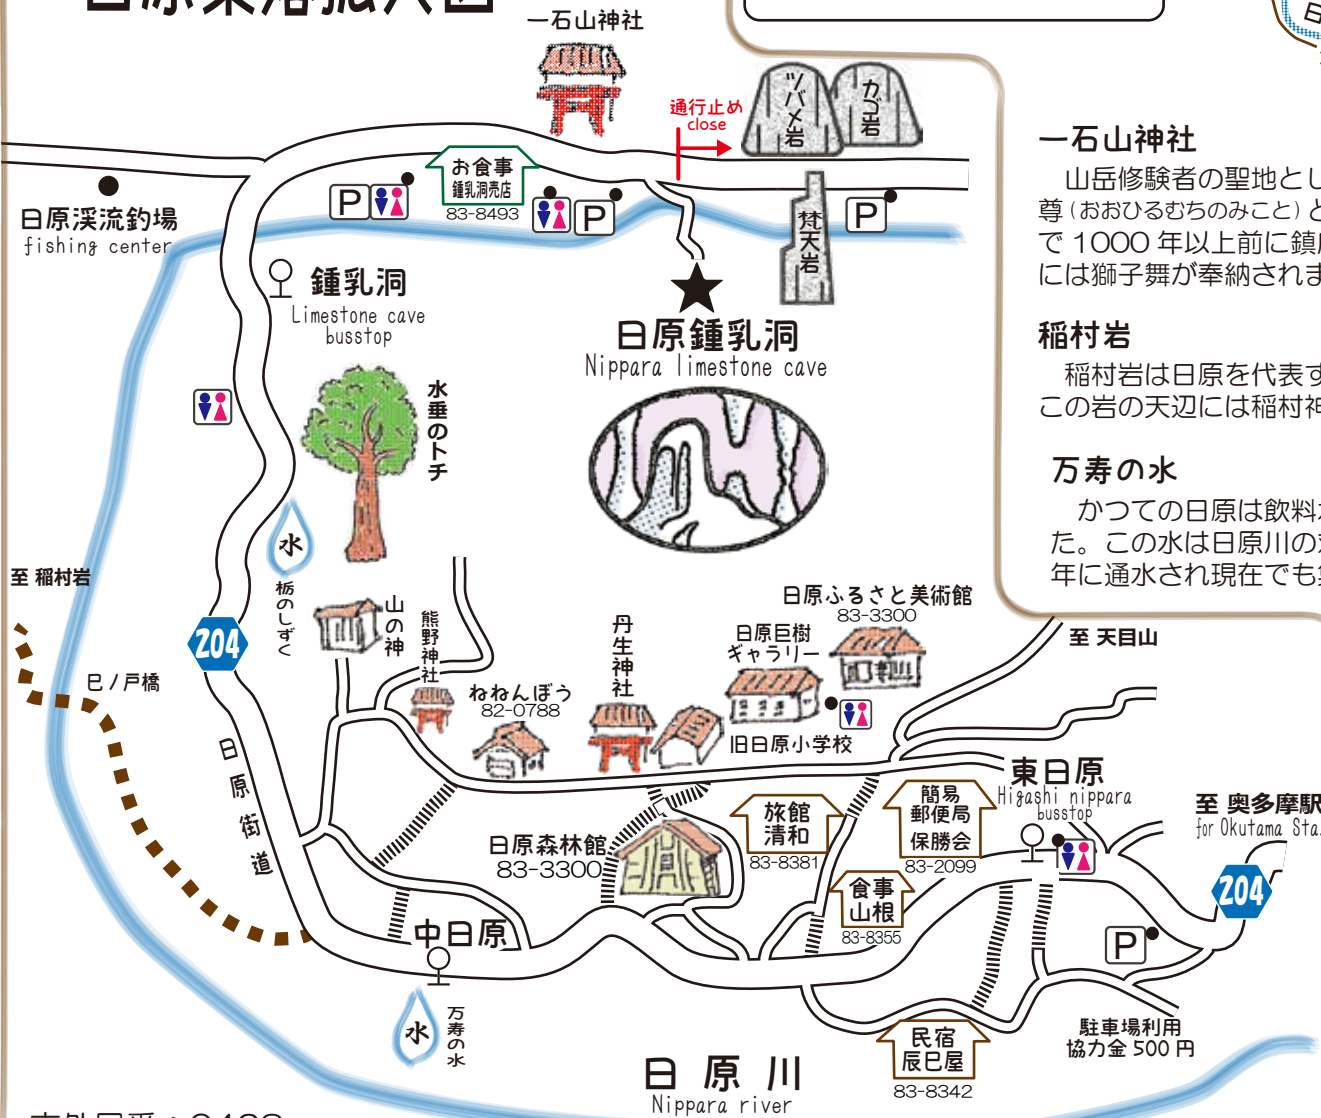 日原集落拡大図
一石山神社
通行止め
close
ツバメ岩
カゴ岩
お食事
鍾乳洞売店
83-8493
P
P
P
梵天岩
日原渓流釣場
fishing center
鍾乳洞
Limestone cave
busstop
日原鍾乳洞
Nippara limestone cave
水垂のトチ
水
栃のしずく
至 稲村岩
204
巳ノ戸橋
日原街道
山の神
熊野神社
ねねんぼう
82-0788
丹生神社
日原ふるさと美術館
83-3300
日原巨樹
ギャラリー
旧日原小学校
至 天目山
日原森林館
83-3300
旅館
清和
83-8381
簡易
郵便局
保勝会
83-2099
食事
山根
83-8355
東日原
Higashi nippara
busstop
至 奥多摩駅
for Okutama Sta.
204
P
中日原
水
万寿の水
民宿
辰巳屋
83-8342
駐車場利用
協力金 500 円
日原川
Nippara river
一石山神社
山岳修験者の聖地とし
尊(おおひるむちのみこと)と
で 1000 年以上前に鎮
には獅子舞が奉納されま
稲村岩
稲村岩は日原を代表す
この岩の天辺には稲村神
万寿の水
かつての日原は飲料水
た。この水は日原川の
年に通水され現在でも